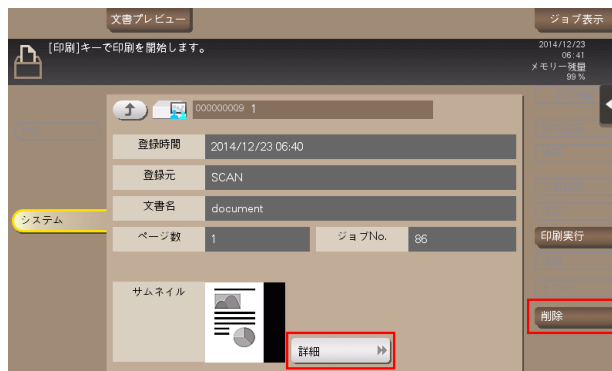 文書プレビュー
ジョブ表示
[印刷]キーで印刷を開始します。
2014/12/23
06:41
メモリー残量
99 %
000000009 1
登録時間
2014/12/23 06:40
登録元
SCAN
文書名
document
システム
ページ数
1
ジョブNo.
86
印刷実行
サムネイル
削除
詳細